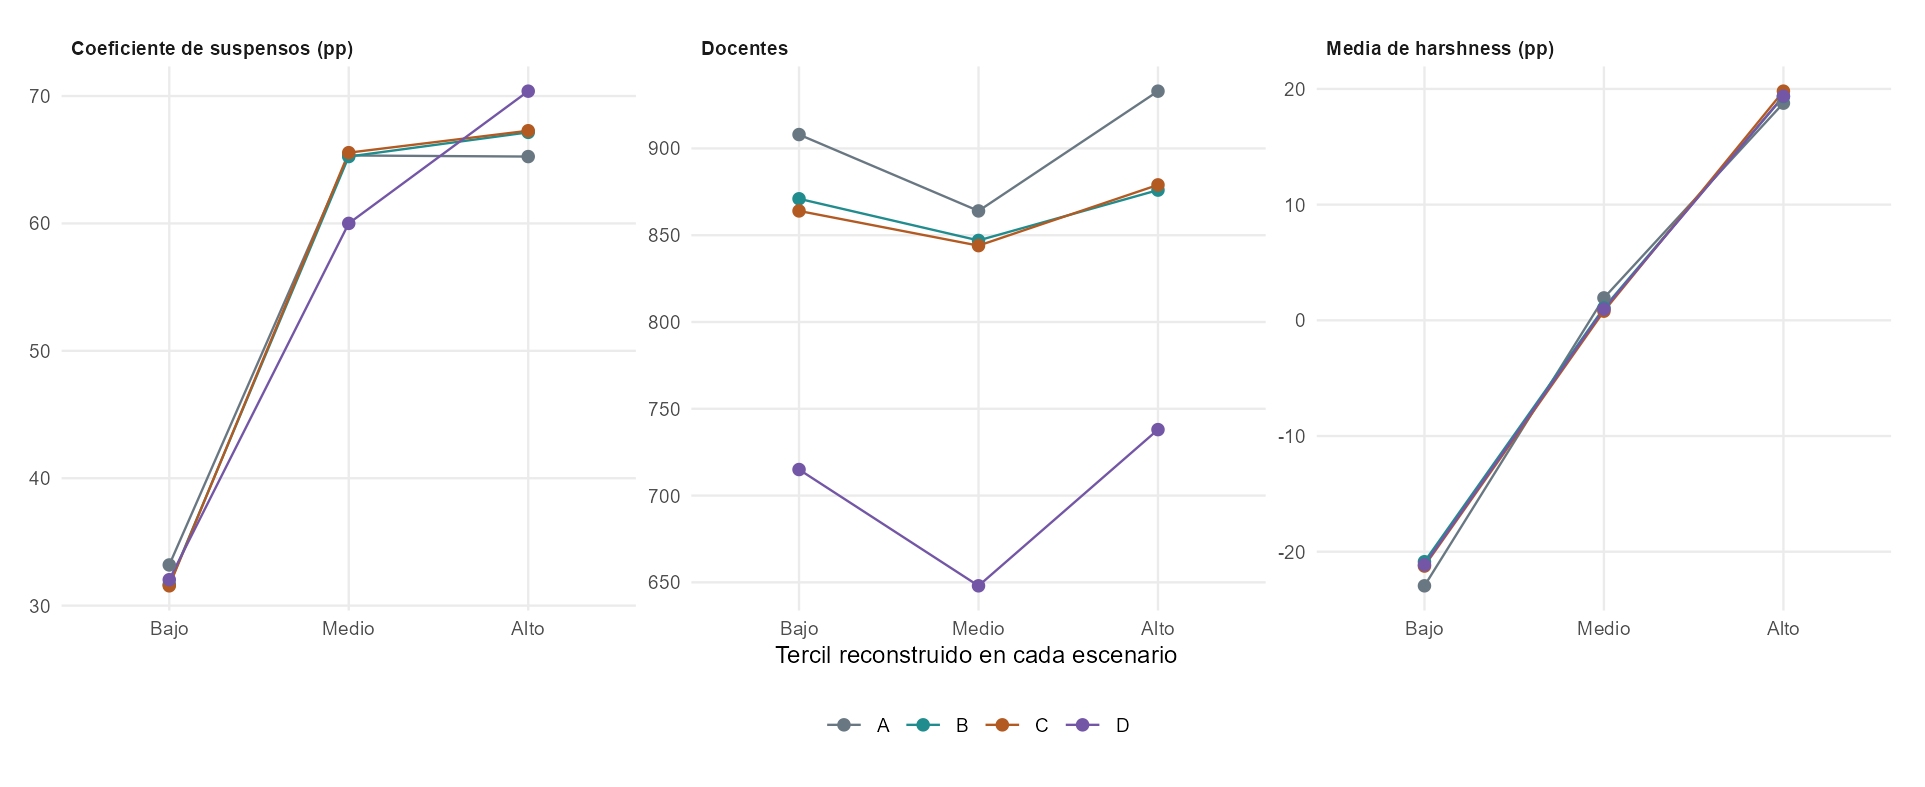 Coeficiente de suspensos (pp)
70
60
50
40
30
Bajo Medio Alto
Docentes
900
850
800
750
700
650
Bajo Medio Alto
Media de harshness (pp)
20
10
0
-10
-20
Bajo Medio Alto
Tercil reconstruido en cada escenario
A B C D